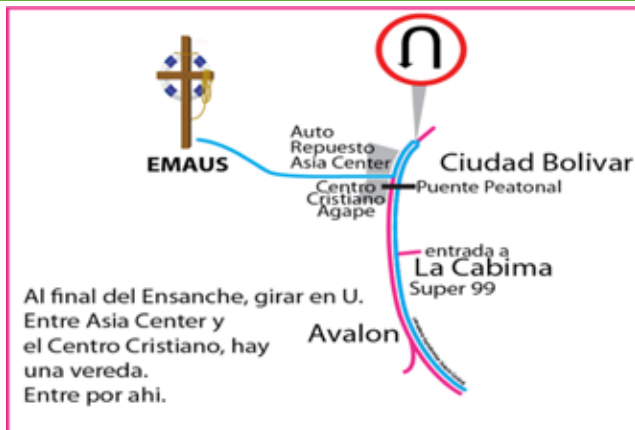 EMAUS
Auto
Repuesto
Asia Center
Ciudad Bolivar
Centro
Cristiano
Agape
Puente Peatonal
entrada a
La Cabima
Super 99
Avalon
Al final del Ensanche, girar en U.
Entre Asia Center y
el Centro Cristiano, hay
una vereda.
Entre por ahi.